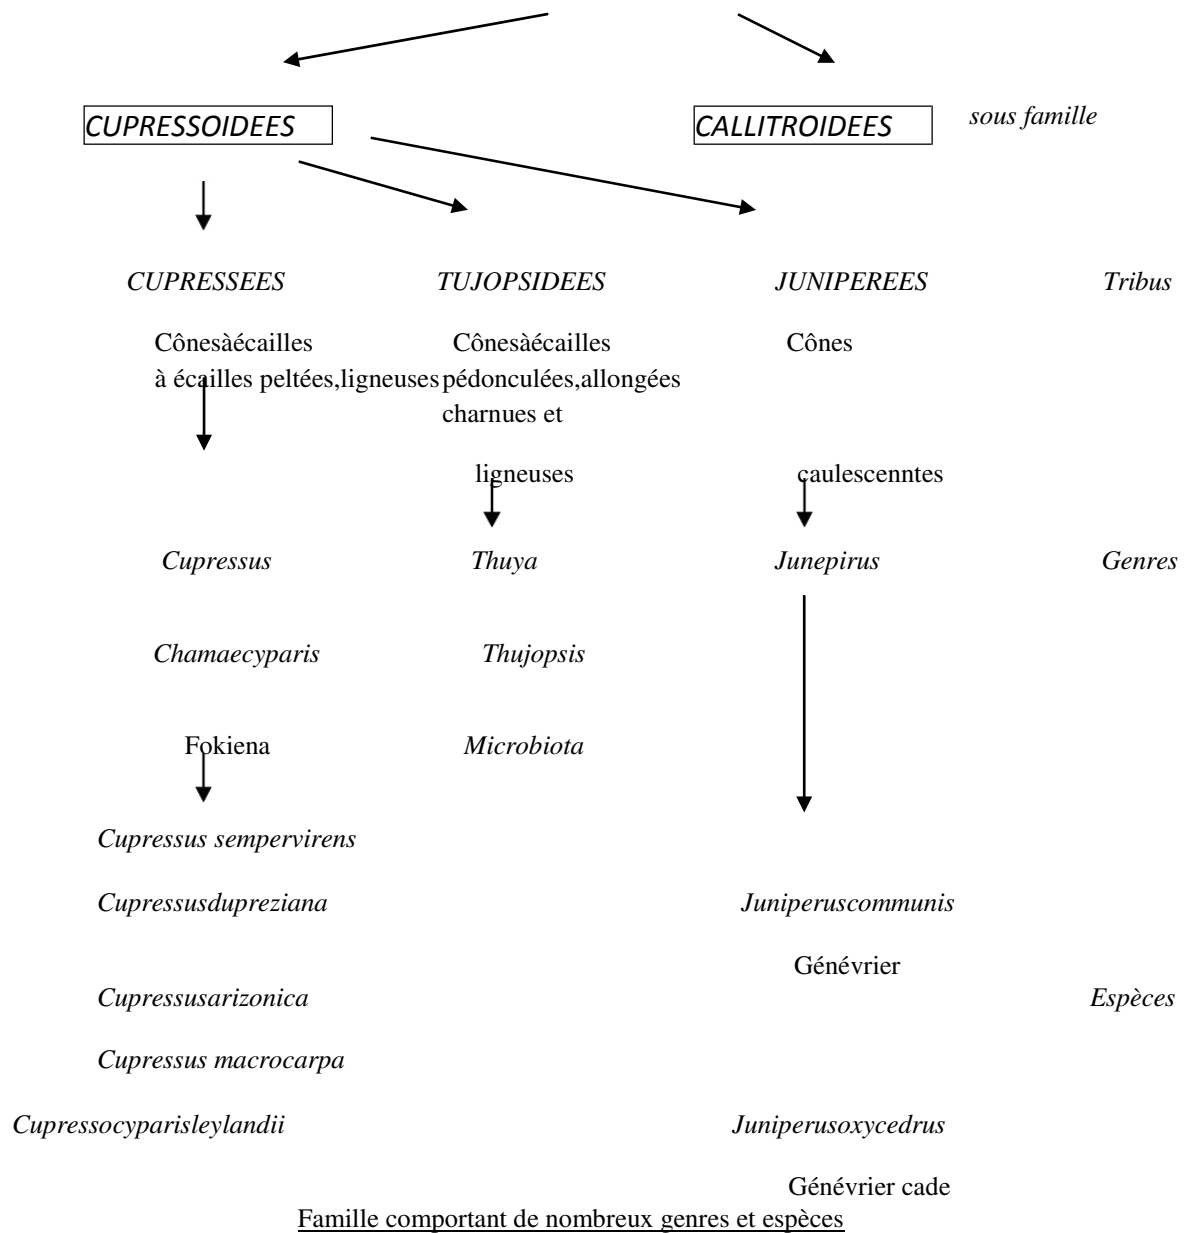 CUPRESSOIDEES CALLITROIDEES sous famille
CUPRESSEES TUJOPSIDEES JUNIPEREES Tribus
Cônesàécailles Cônesàécailles Cônes
à écailles peltées,ligneuses pédonculées,allongées
charnues et
ligneuses caulescenntes
Cupressus Thuya Junepirus Genres
Chamaecyparis Thujopsis
Fokiena Microbiota
Cupressus sempervirens
Cupressusdupreziana Juniperuscommunis
Génévrier
Cupressusarizonica Espèces
Cupressus macrocarpa
Cupressocyparisleylandii Juniperusoxycedrus
Génévrier cade
Famille comportant de nombreux genres et espèces